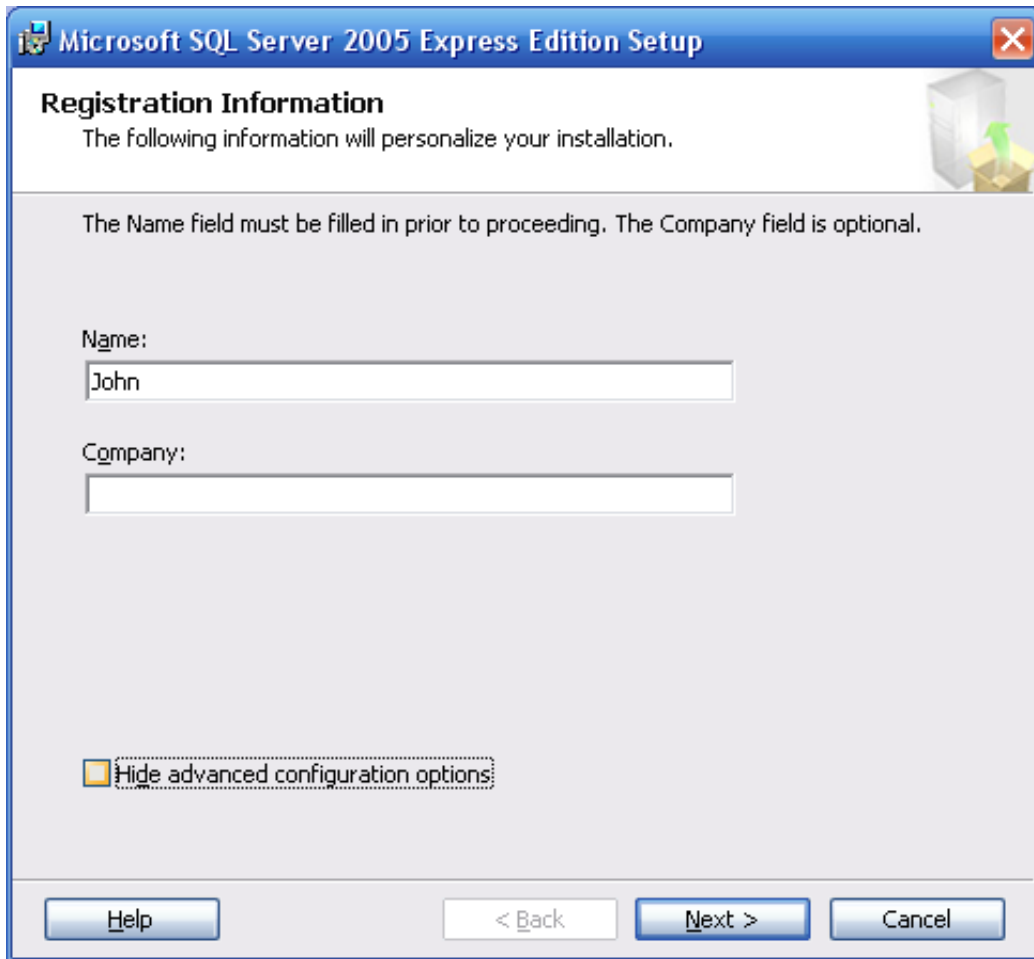 Microsoft SQL Server 2005 Express Edition Setup
Registration Information
The following information will personalize your installation.
The Name field must be filled in prior to proceeding. The Company field is optional.
Name:
John
Company:
Hide advanced configuration options
Help
< Back
Next >
Cancel